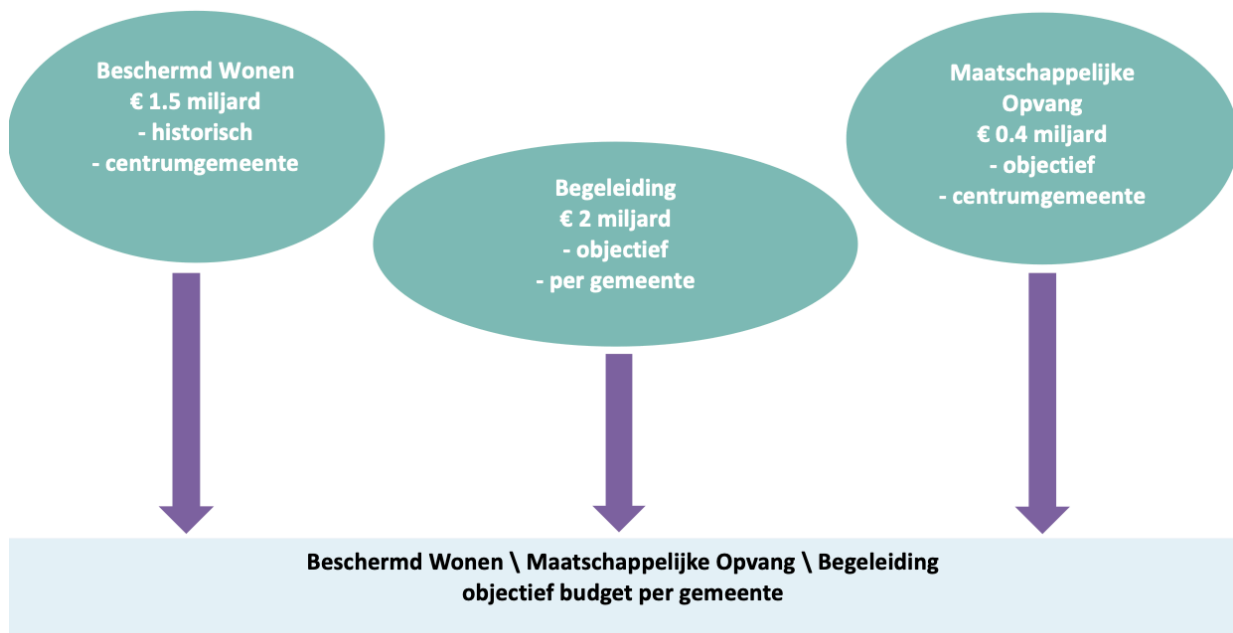 Beschermd Wonen
€ 1.5 miljard
- historisch
- centrumgemeente
Begeleiding
€ 2 miljard
- objectief
- per gemeente
Maatschappelijke
Opvang
€ 0.4 miljard
- objectief
- centrumgemeente
Beschermd Wonen \ Maatschappelijke Opvang \ Begeleiding
objectief budget per gemeente